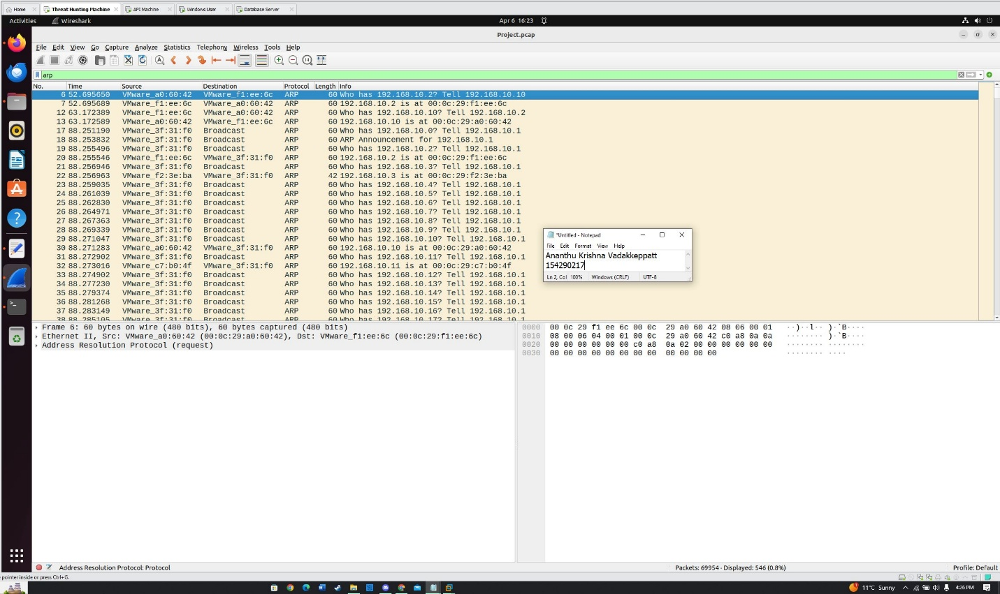 Home
Threat Hunting Machine
API Machine
Windows User
Database Server
Activities
Wireshark
Apr 6 16:23
Project.pcap
File Edit View Go Capture Analyze Statistics Telephony Wireless Tools Help
arp
No. Time Source Destination Protocol Length Info
6 52.695650 VMware_a0:60:42 VMware_f1:ee:6c ARP 60 Who has 192.168.10.2? Tell 192.168.10.10
7 52.695689 VMware_f1:ee:6c VMware_a0:60:42 ARP 60 192.168.10.2 is at 00:0c:29:f1:ee:6c
12 63.172389 VMware_f1:ee:6c VMware_a0:60:42 ARP 60 Who has 192.168.10.10? Tell 192.168.10.2
13 63.172589 VMware_a0:60:42 VMware_f1:ee:6c ARP 60 192.168.10.10 is at 00:0c:29:a0:60:42
17 88.251190 VMware_3f:31:f0 Broadcast ARP 60 Who has 192.168.10.0? Tell 192.168.10.1
18 88.253832 VMware_3f:31:f0 Broadcast ARP 60 ARP Announcement for 192.168.10.1
19 88.255496 VMware_3f:31:f0 Broadcast ARP 60 Who has 192.168.10.2? Tell 192.168.10.1
20 88.255546 VMware_f1:ee:6c VMware_3f:31:f0 ARP 60 192.168.10.2 is at 00:0c:29:f1:ee:6c
21 88.256946 VMware_3f:31:f0 Broadcast ARP 60 Who has 192.168.10.3? Tell 192.168.10.1
22 88.256963 VMware_f2:3e:ba VMware_3f:31:f0 ARP 42 192.168.10.3 is at 00:0c:29:f2:3e:ba
23 88.259035 VMware_3f:31:f0 Broadcast ARP 60 Who has 192.168.10.4? Tell 192.168.10.1
24 88.261039 VMware_3f:31:f0 Broadcast ARP 60 Who has 192.168.10.5? Tell 192.168.10.1
25 88.262830 VMware_3f:31:f0 Broadcast ARP 60 Who has 192.168.10.6? Tell 192.168.10.1
26 88.264971 VMware_3f:31:f0 Broadcast ARP 60 Who has 192.168.10.7? Tell 192.168.10.1
27 88.267363 VMware_3f:31:f0 Broadcast ARP 60 Who has 192.168.10.8? Tell 192.168.10.1
28 88.269339 VMware_3f:31:f0 Broadcast ARP 60 Who has 192.168.10.9? Tell 192.168.10.1
29 88.271047 VMware_3f:31:f0 Broadcast ARP 60 Who has 192.168.10.10? Tell 192.168.10.1
30 88.271283 VMware_a0:60:42 VMware_3f:31:f0 ARP 60 192.168.10.10 is at 00:0c:29:a0:60:42
31 88.272902 VMware_3f:31:f0 Broadcast ARP 60 Who has 192.168.10.11? Tell 192.168.10.1
32 88.273016 VMware_c7:b0:4f VMware_3f:31:f0 ARP 60 192.168.10.11 is at 00:0c:29:c7:b0:4f
33 88.274902 VMware_3f:31:f0 Broadcast ARP 60 Who has 192.168.10.12? Tell 192.168.10.1
34 88.277230 VMware_3f:31:f0 Broadcast ARP 60 Who has 192.168.10.13? Tell 192.168.10.1
35 88.279374 VMware_3f:31:f0 Broadcast ARP 60 Who has 192.168.10.14? Tell 192.168.10.1
36 88.281268 VMware_3f:31:f0 Broadcast ARP 60 Who has 192.168.10.15? Tell 192.168.10.1
37 88.283149 VMware_3f:31:f0 Broadcast ARP 60 Who has 192.168.10.16? Tell 192.168.10.1
38 88.285105 VMware_3f:31:f0 Broadcast ARP 60 Who has 192.168.10.17? Tell 192.168.10.1
*Untitled - Notepad
File Edit Format View Help
Ananthu Krishna Vadakkeppatt
154290217
Ln 2, Col 100% Windows (CRLF) UTF-8
Frame 6: 60 bytes on wire (480 bits), 60 bytes captured (480 bits)
Ethernet II, Src: VMware_a0:60:42 (00:0c:29:a0:60:42), Dst: VMware_f1:ee:6c (00:0c:29:f1:ee:6c)
Address Resolution Protocol (request)
0000 00 0c 29 f1 ee 6c 00 0c 29 a0 60 42 08 06 00 01 ··)··l·· )·`B····
0010 08 00 06 04 00 01 00 0c 29 a0 60 42 c0 a8 0a 0a ········ )·`B····
0020 00 00 00 00 00 00 c0 a8 0a 02 00 00 00 00 00 00 ········ ········
0030 00 00 00 00 00 00 00 00 00 00 00 00 ········ ····
Address Resolution Protocol: Protocol
Packets: 69954 · Displayed: 546 (0.8%)
Profile: Default
pointer inside or press Ctrl+G.
11°C Sunny
4:26 PM